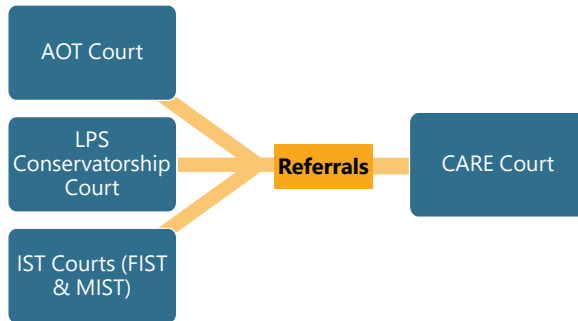 AOT Court
LPS
Conservatorship
Court
IST Courts (FIST
& MIST)
Referrals
CARE Court